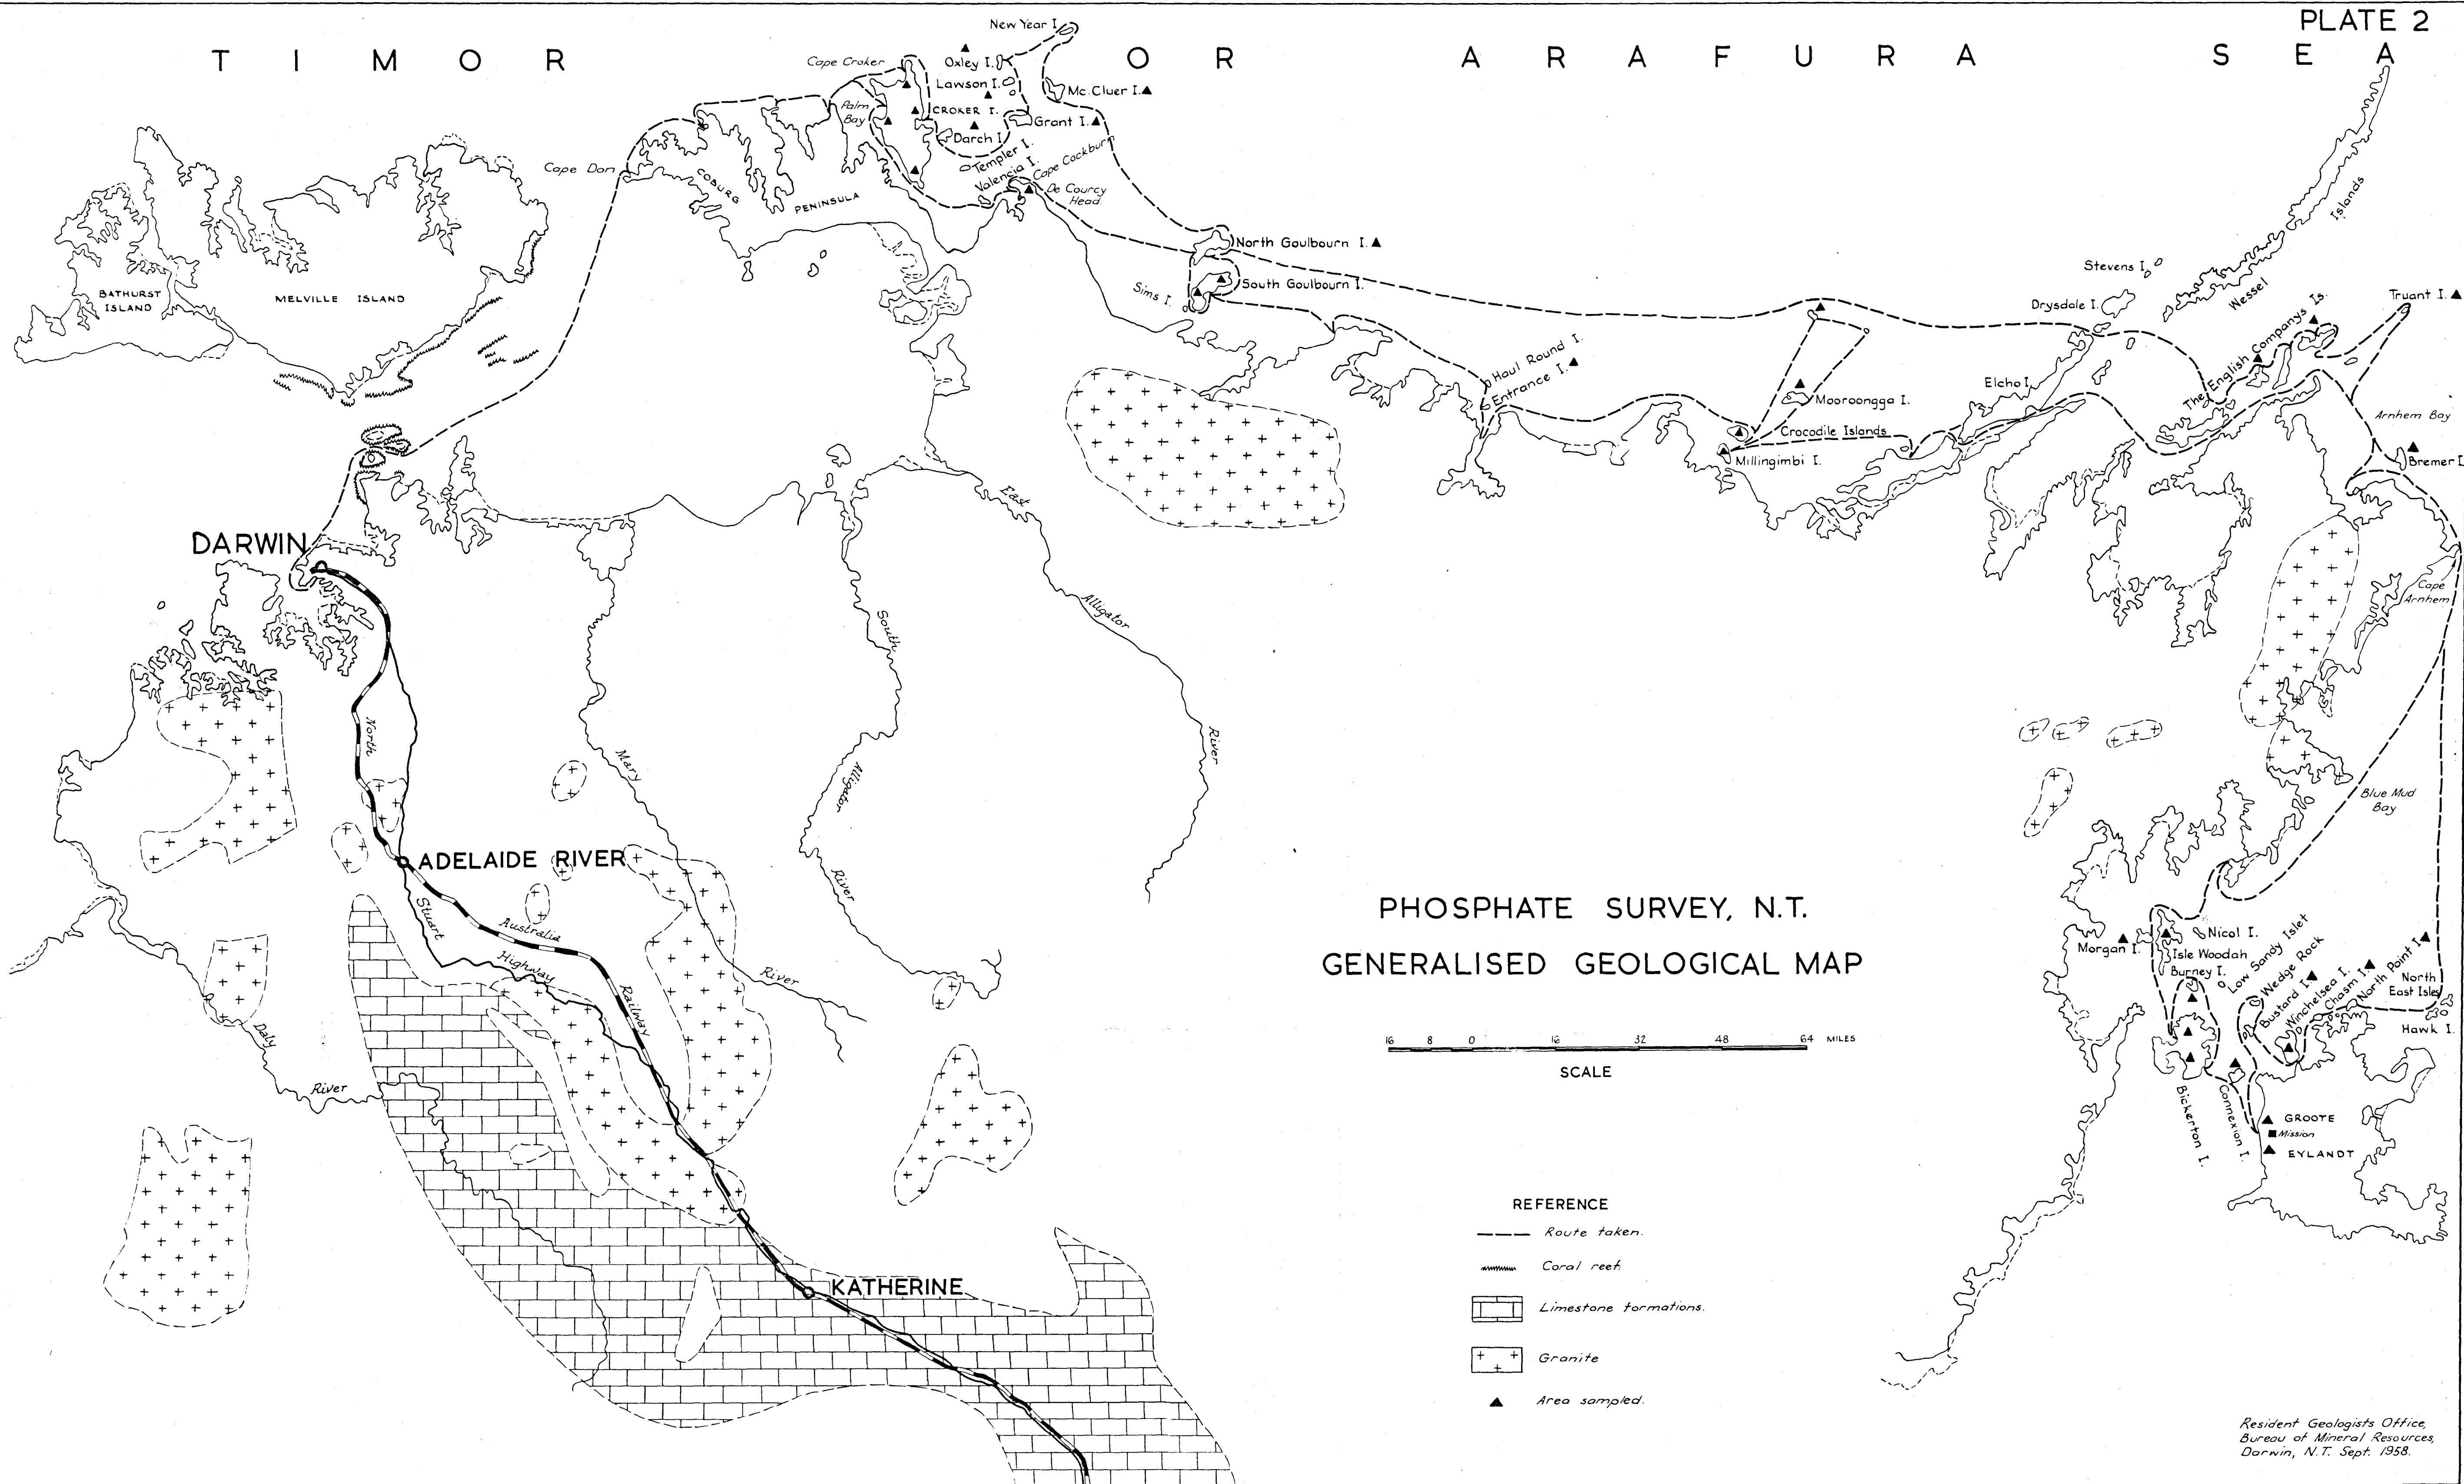 PLATE 2
TIMOR OR ARAFURA SEA
New Year I.
Cape Croker
Oxley I.
Lawson I.
Mc. Cluer I.
Palm
Bay
CROKER I.
Grant I.
Darch I.
Templer I.
Valencia I.
Cape Cockburn
De Courcy
Head
Cape Don
COBURG
PENINSULA
North Goulbourn I.
South Goulbourn I.
Sims I.
BATHURST
ISLAND
MELVILLE ISLAND
Stevens I.
Drysdale I.
Wessel
Islands
Truant I.
The English Companys Is.
Haul Round I.
Entrance I.
Elcho I.
Mooroongga I.
Crocodile Islands
Millingimbi I.
Arnhem Bay
Bremer I.
DARWIN
East
Alligator
River
South
Alligator
River
Cape
Arnhem
North
Mary
River
Blue Mud
Bay
ADELAIDE RIVER
Stuart
Highway
Australia
Railway
PHOSPHATE SURVEY, N.T.
GENERALISED GEOLOGICAL MAP
16 8 0 16 32 48 64 MILES
SCALE
Morgan I.
Nicol I.
Isle Woodah
Burney I.
Low Sandy Islet
Wedge Rock
Bustard I.
Winchelsea I.
Chasm I.
North Point I.
North
East Isles
Hawk I.
Daly
River
Bickerton I.
Connexion I.
GROOTE
Mission
EYLANDT
KATHERINE
REFERENCE
Route taken.
Coral reef.
Limestone formations.
Granite
Area sampled.
Resident Geologists Office,
Bureau of Mineral Resources,
Darwin, N.T. Sept. 1958.